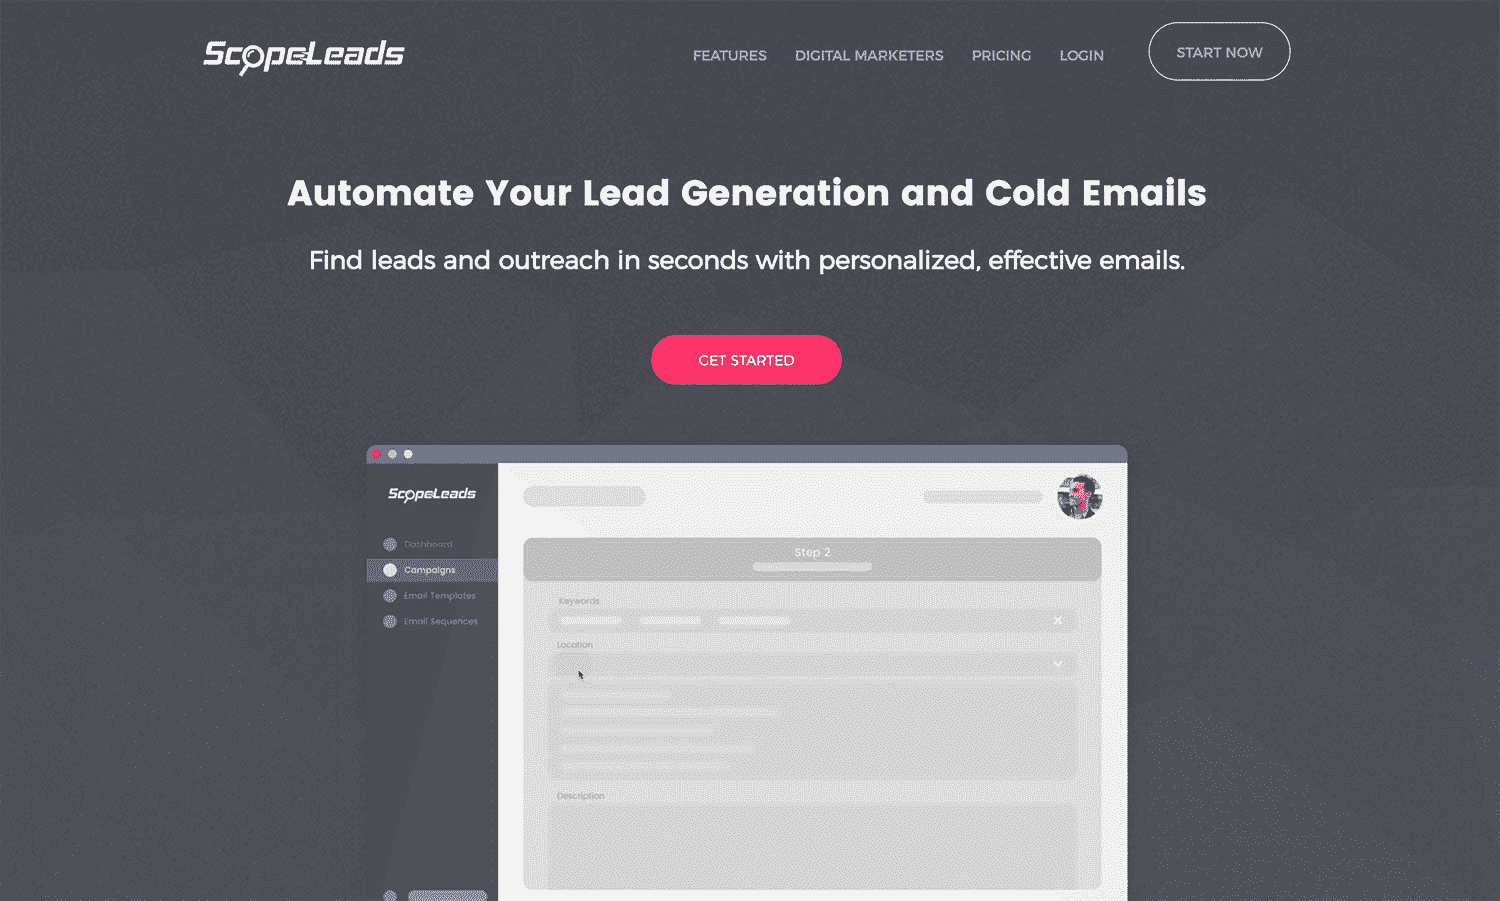 ScopeLeads
FEATURES DIGITAL MARKETERS PRICING LOGIN START NOW
Automate Your Lead Generation and Cold Emails
Find leads and outreach in seconds with personalized, effective emails.
GET STARTED
ScopeLeads
Dashboard
Campaigns
Email Templates
Email Sequences
Step 2
Keywords
Location
Description